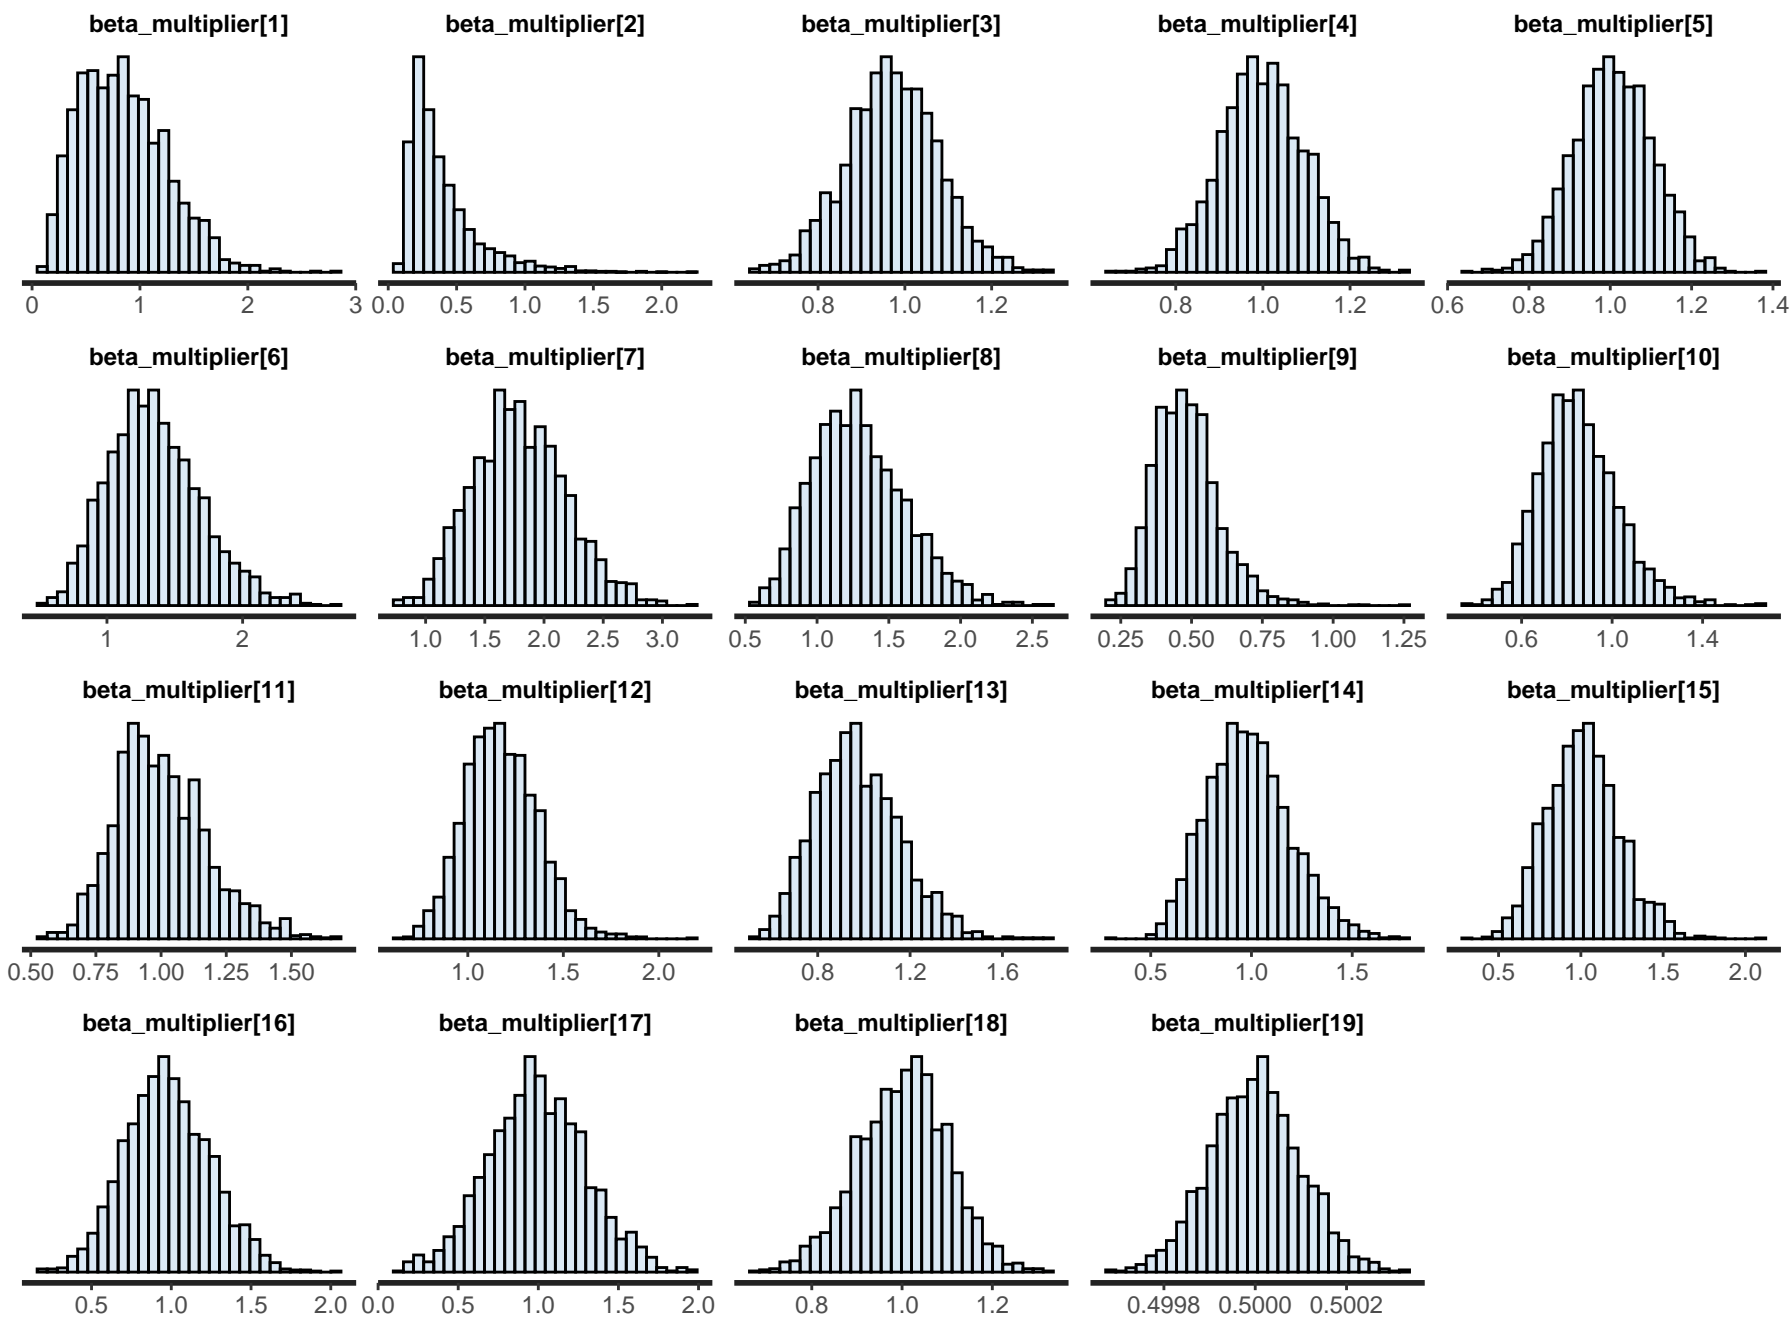 beta_multiplier[1] beta_multiplier[2] beta_multiplier[3] beta_multiplier[4] beta_multiplier[5]
0 1 2 3 0.0 0.5 1.0 1.5 2.0 0.8 1.0 1.2 0.8 1.0 1.2 0.6 0.8 1.0 1.2 1.4
beta_multiplier[6] beta_multiplier[7] beta_multiplier[8] beta_multiplier[9] beta_multiplier[10]
1 2 1.0 1.5 2.0 2.5 3.0 0.5 1.0 1.5 2.0 2.5 0.25 0.50 0.75 1.00 1.25 0.6 1.0 1.4
beta_multiplier[11] beta_multiplier[12] beta_multiplier[13] beta_multiplier[14] beta_multiplier[15]
0.50 0.75 1.00 1.25 1.50 1.0 1.5 2.0 0.8 1.2 1.6 0.5 1.0 1.5 0.5 1.0 1.5 2.0
beta_multiplier[16] beta_multiplier[17] beta_multiplier[18] beta_multiplier[19]
0.5 1.0 1.5 2.0 0.0 0.5 1.0 1.5 2.0 0.8 1.0 1.2 0.4998 0.5000 0.5002